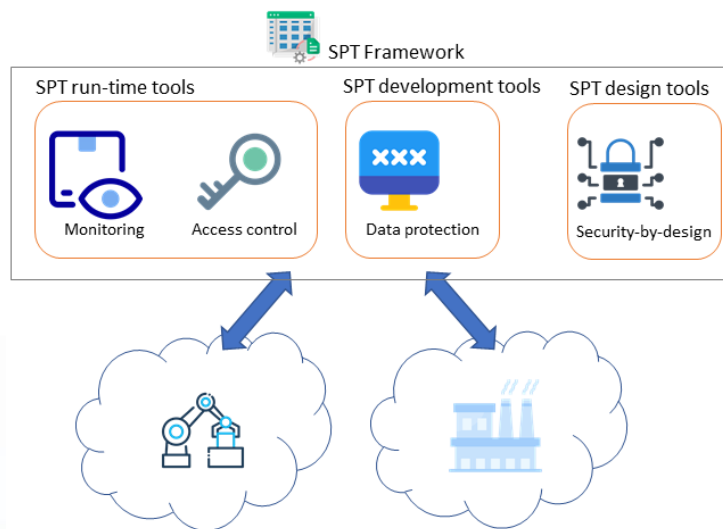 SPT Framework
SPT run-time tools
SPT development tools
SPT design tools
xxx
Monitoring
Access control
Data protection
Security-by-design